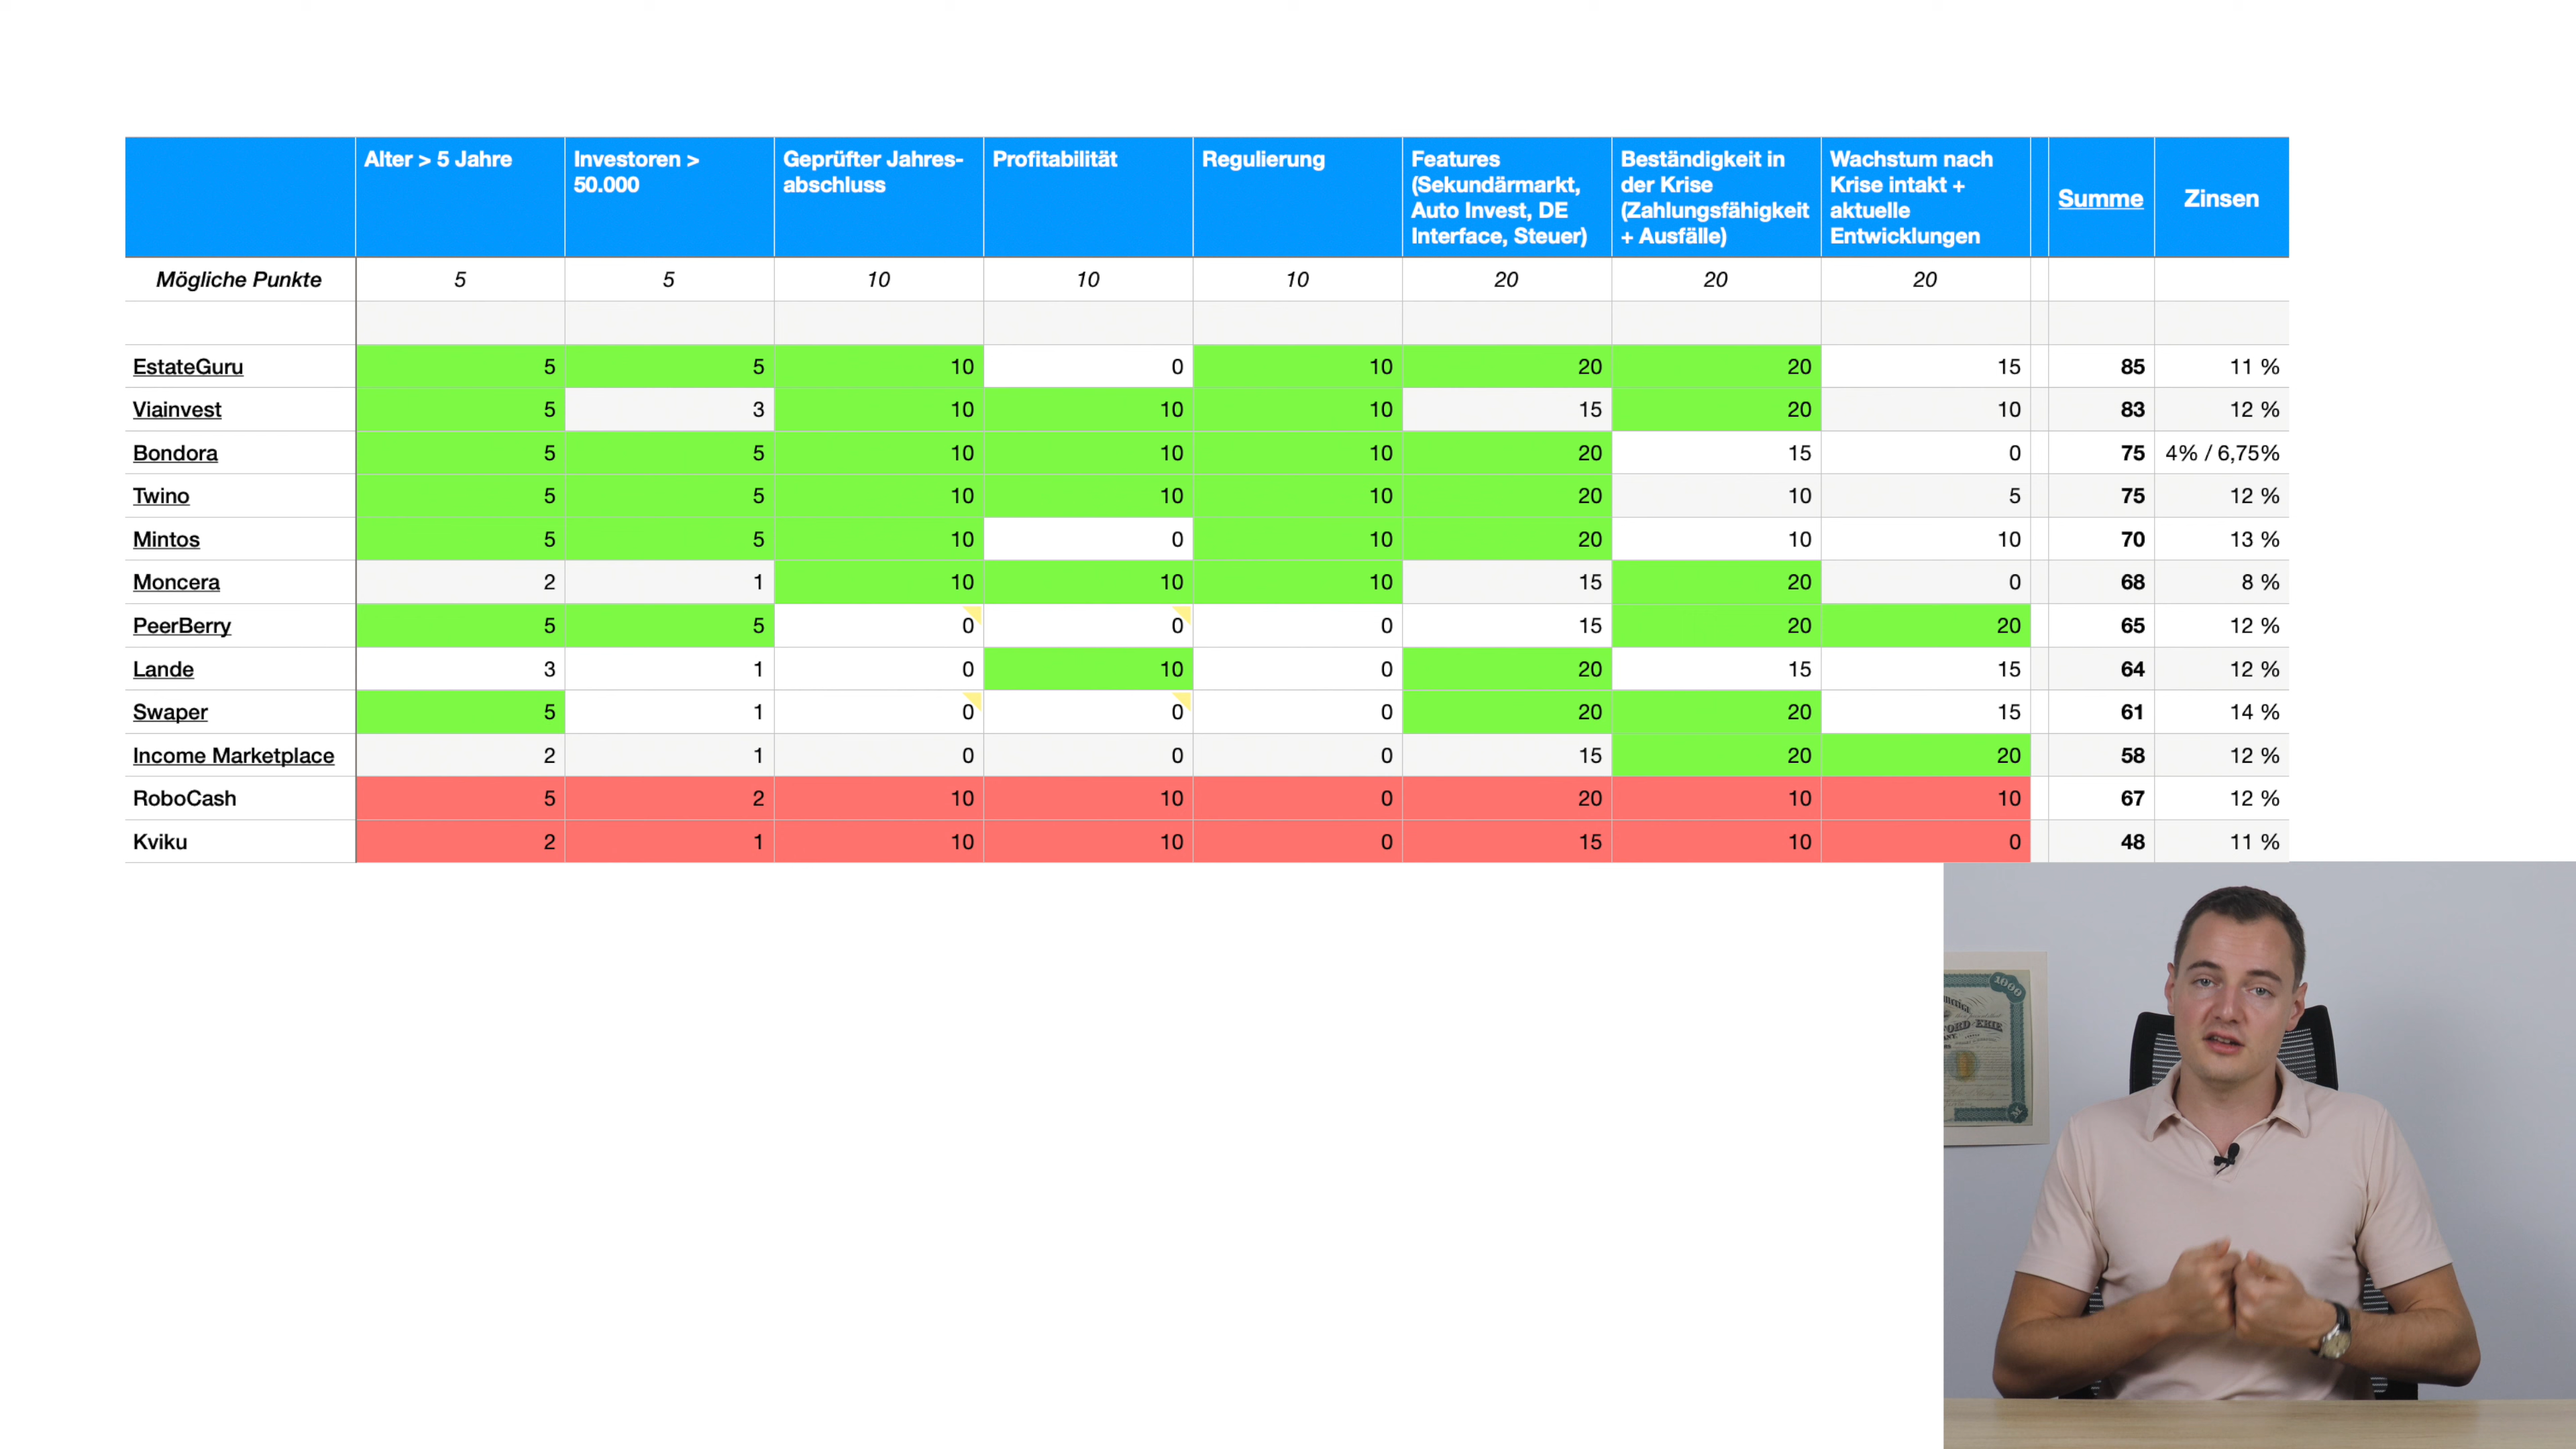 Alter > 5 Jahre Investoren > 50.000 Geprüfter Jahres-abschluss Profitabilität Regulierung Features (Sekundärmarkt, Auto Invest, DE Interface, Steuer) Beständigkeit in der Krise (Zahlungsfähigkeit + Ausfälle) Wachstum nach Krise intakt + aktuelle Entwicklungen Summe Zinsen
Mögliche Punkte 5 5 10 10 10 20 20 20
EstateGuru 5 5 10 0 10 20 20 15 85 11 %
Viainvest 5 3 10 10 10 15 20 10 83 12 %
Bondora 5 5 10 10 10 20 15 0 75 4% / 6,75%
Twino 5 5 10 10 10 20 10 5 75 12 %
Mintos 5 5 10 0 10 20 10 10 70 13 %
Moncera 2 1 10 10 10 15 20 0 68 8 %
PeerBerry 5 5 0 0 0 15 20 20 65 12 %
Lande 3 1 0 10 0 20 15 15 64 12 %
Swaper 5 1 0 0 0 20 20 15 61 14 %
Income Marketplace 2 1 0 0 0 15 20 20 58 12 %
RoboCash 5 2 10 10 0 20 10 10 67 12 %
Kviku 2 1 10 10 0 15 10 0 48 11 %
1000